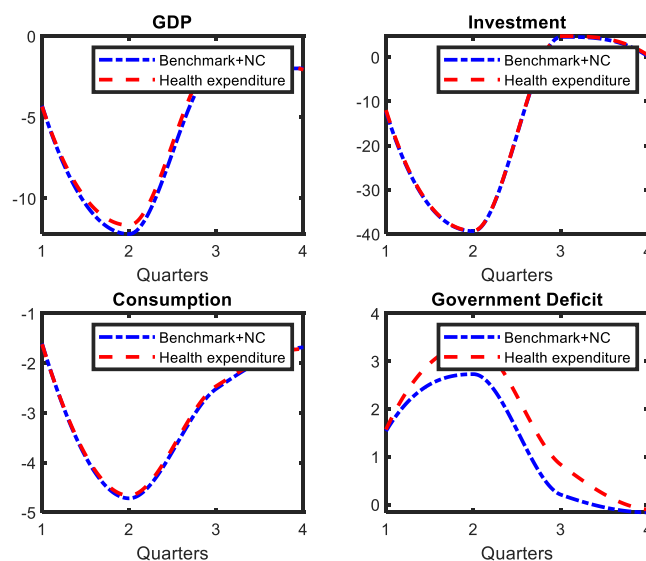 GDP
0
-5
-10
Benchmark+NC
Health expenditure
1 2 3 4
Quarters
Investment
0
-10
-20
-30
-40
Benchmark+NC
Health expenditure
1 2 3 4
Quarters
Consumption
-1
-2
-3
-4
-5
Benchmark+NC
Health expenditure
1 2 3 4
Quarters
Government Deficit
4
3
2
1
0
Benchmark+NC
Health expenditure
1 2 3 4
Quarters